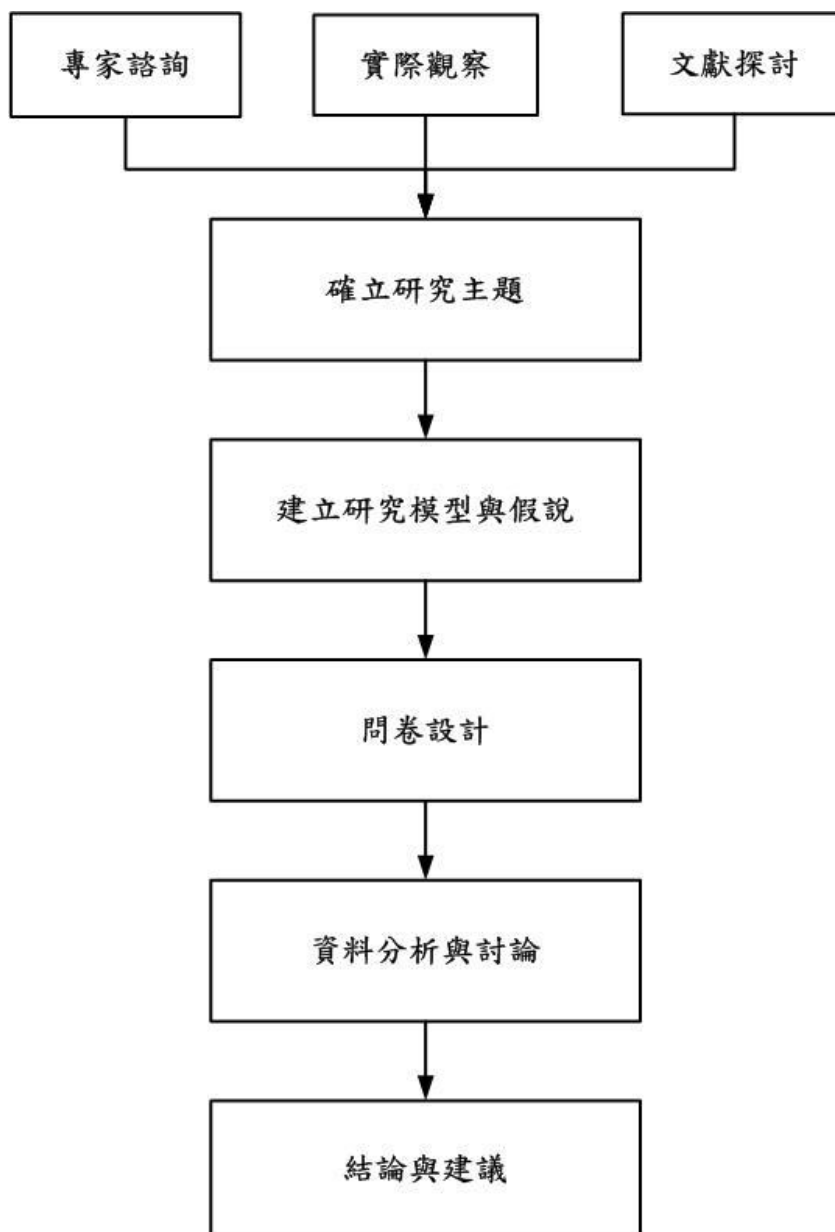 專家諮詢
實際觀察
文獻探討
確立研究主題
建立研究模型與假說
問卷設計
資料分析與討論
結論與建議